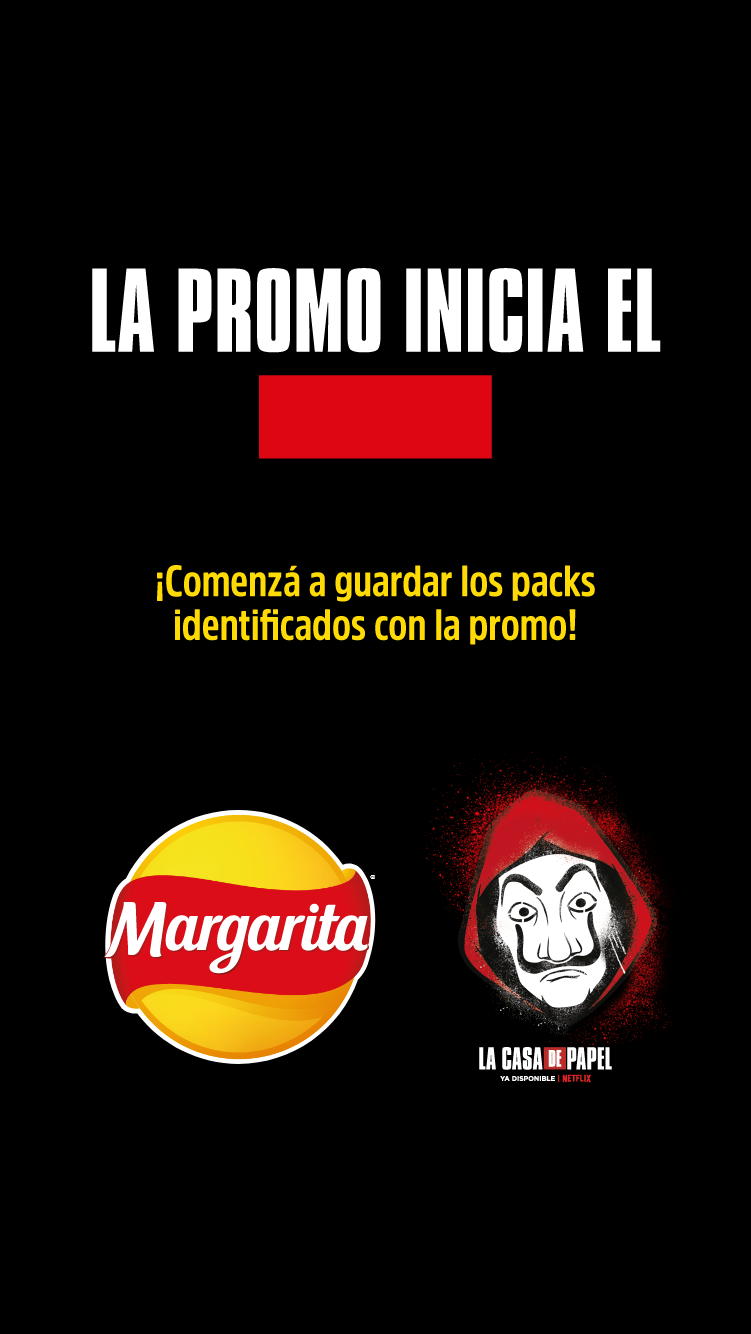 LA PROMO INICIA EL
¡Comenzá a guardar los packs
identificados con la promo!
Margarita
LA CASA DE PAPEL
YA DISPONIBLE | NETFLIX